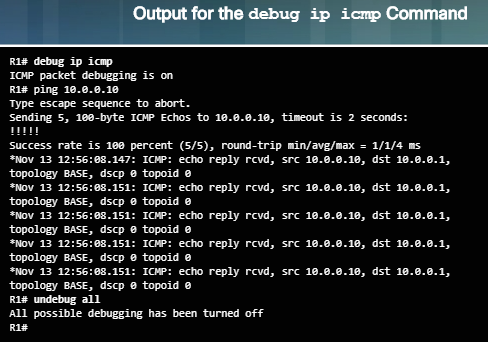 Output for the debug ip icmp Command
R1# debug ip icmp
ICMP packet debugging is on
R1# ping 10.0.0.10
Type escape sequence to abort.
Sending 5, 100-byte ICMP Echos to 10.0.0.10, timeout is 2 seconds:
!!!!!
Success rate is 100 percent (5/5), round-trip min/avg/max = 1/1/4 ms
*Nov 13 12:56:08.147: ICMP: echo reply rcvd, src 10.0.0.10, dst 10.0.0.1,
topology BASE, dscp 0 topoid 0
*Nov 13 12:56:08.151: ICMP: echo reply rcvd, src 10.0.0.10, dst 10.0.0.1,
topology BASE, dscp 0 topoid 0
*Nov 13 12:56:08.151: ICMP: echo reply rcvd, src 10.0.0.10, dst 10.0.0.1,
topology BASE, dscp 0 topoid 0
*Nov 13 12:56:08.151: ICMP: echo reply rcvd, src 10.0.0.10, dst 10.0.0.1,
topology BASE, dscp 0 topoid 0
*Nov 13 12:56:08.151: ICMP: echo reply rcvd, src 10.0.0.10, dst 10.0.0.1,
topology BASE, dscp 0 topoid 0
R1# undebug all
All possible debugging has been turned off
R1#